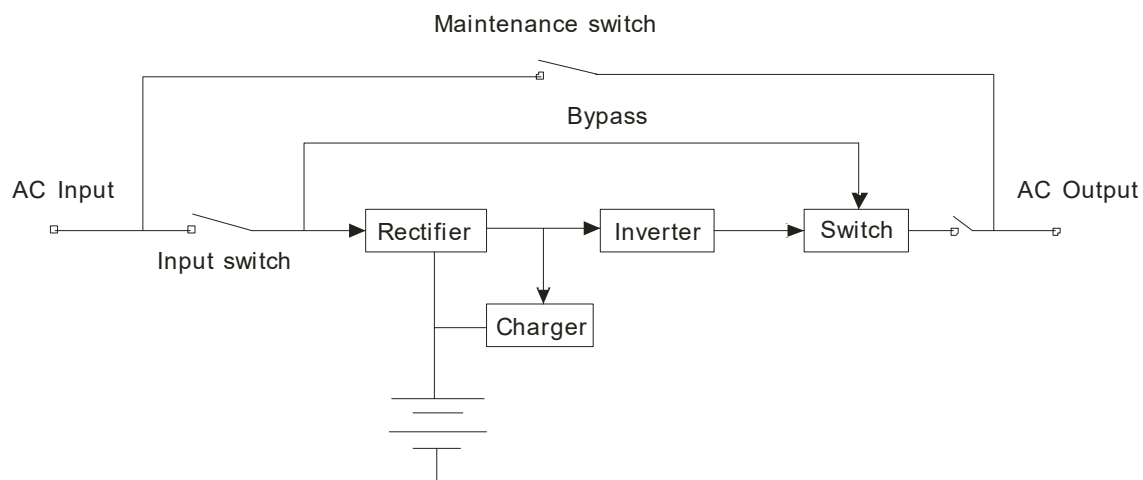 Maintenance switch
Bypass
AC Input
AC Output
Rectifier
Inverter
Switch
Input switch
Charger